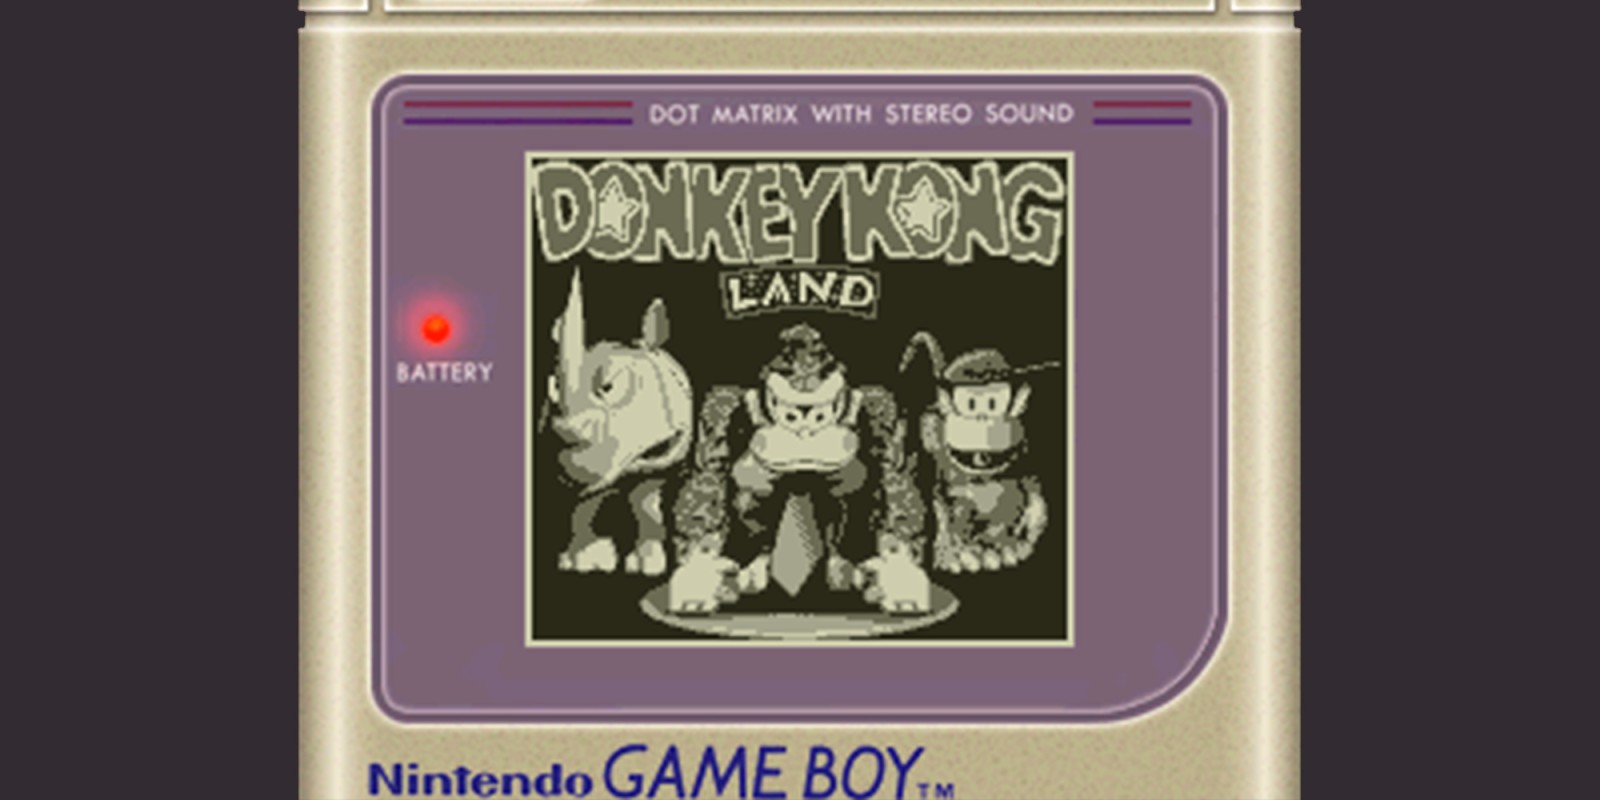 DOT MATRIX WITH STEREO SOUND
DONKEY KONG
LAND
BATTERY
Nintendo GAME BOY™